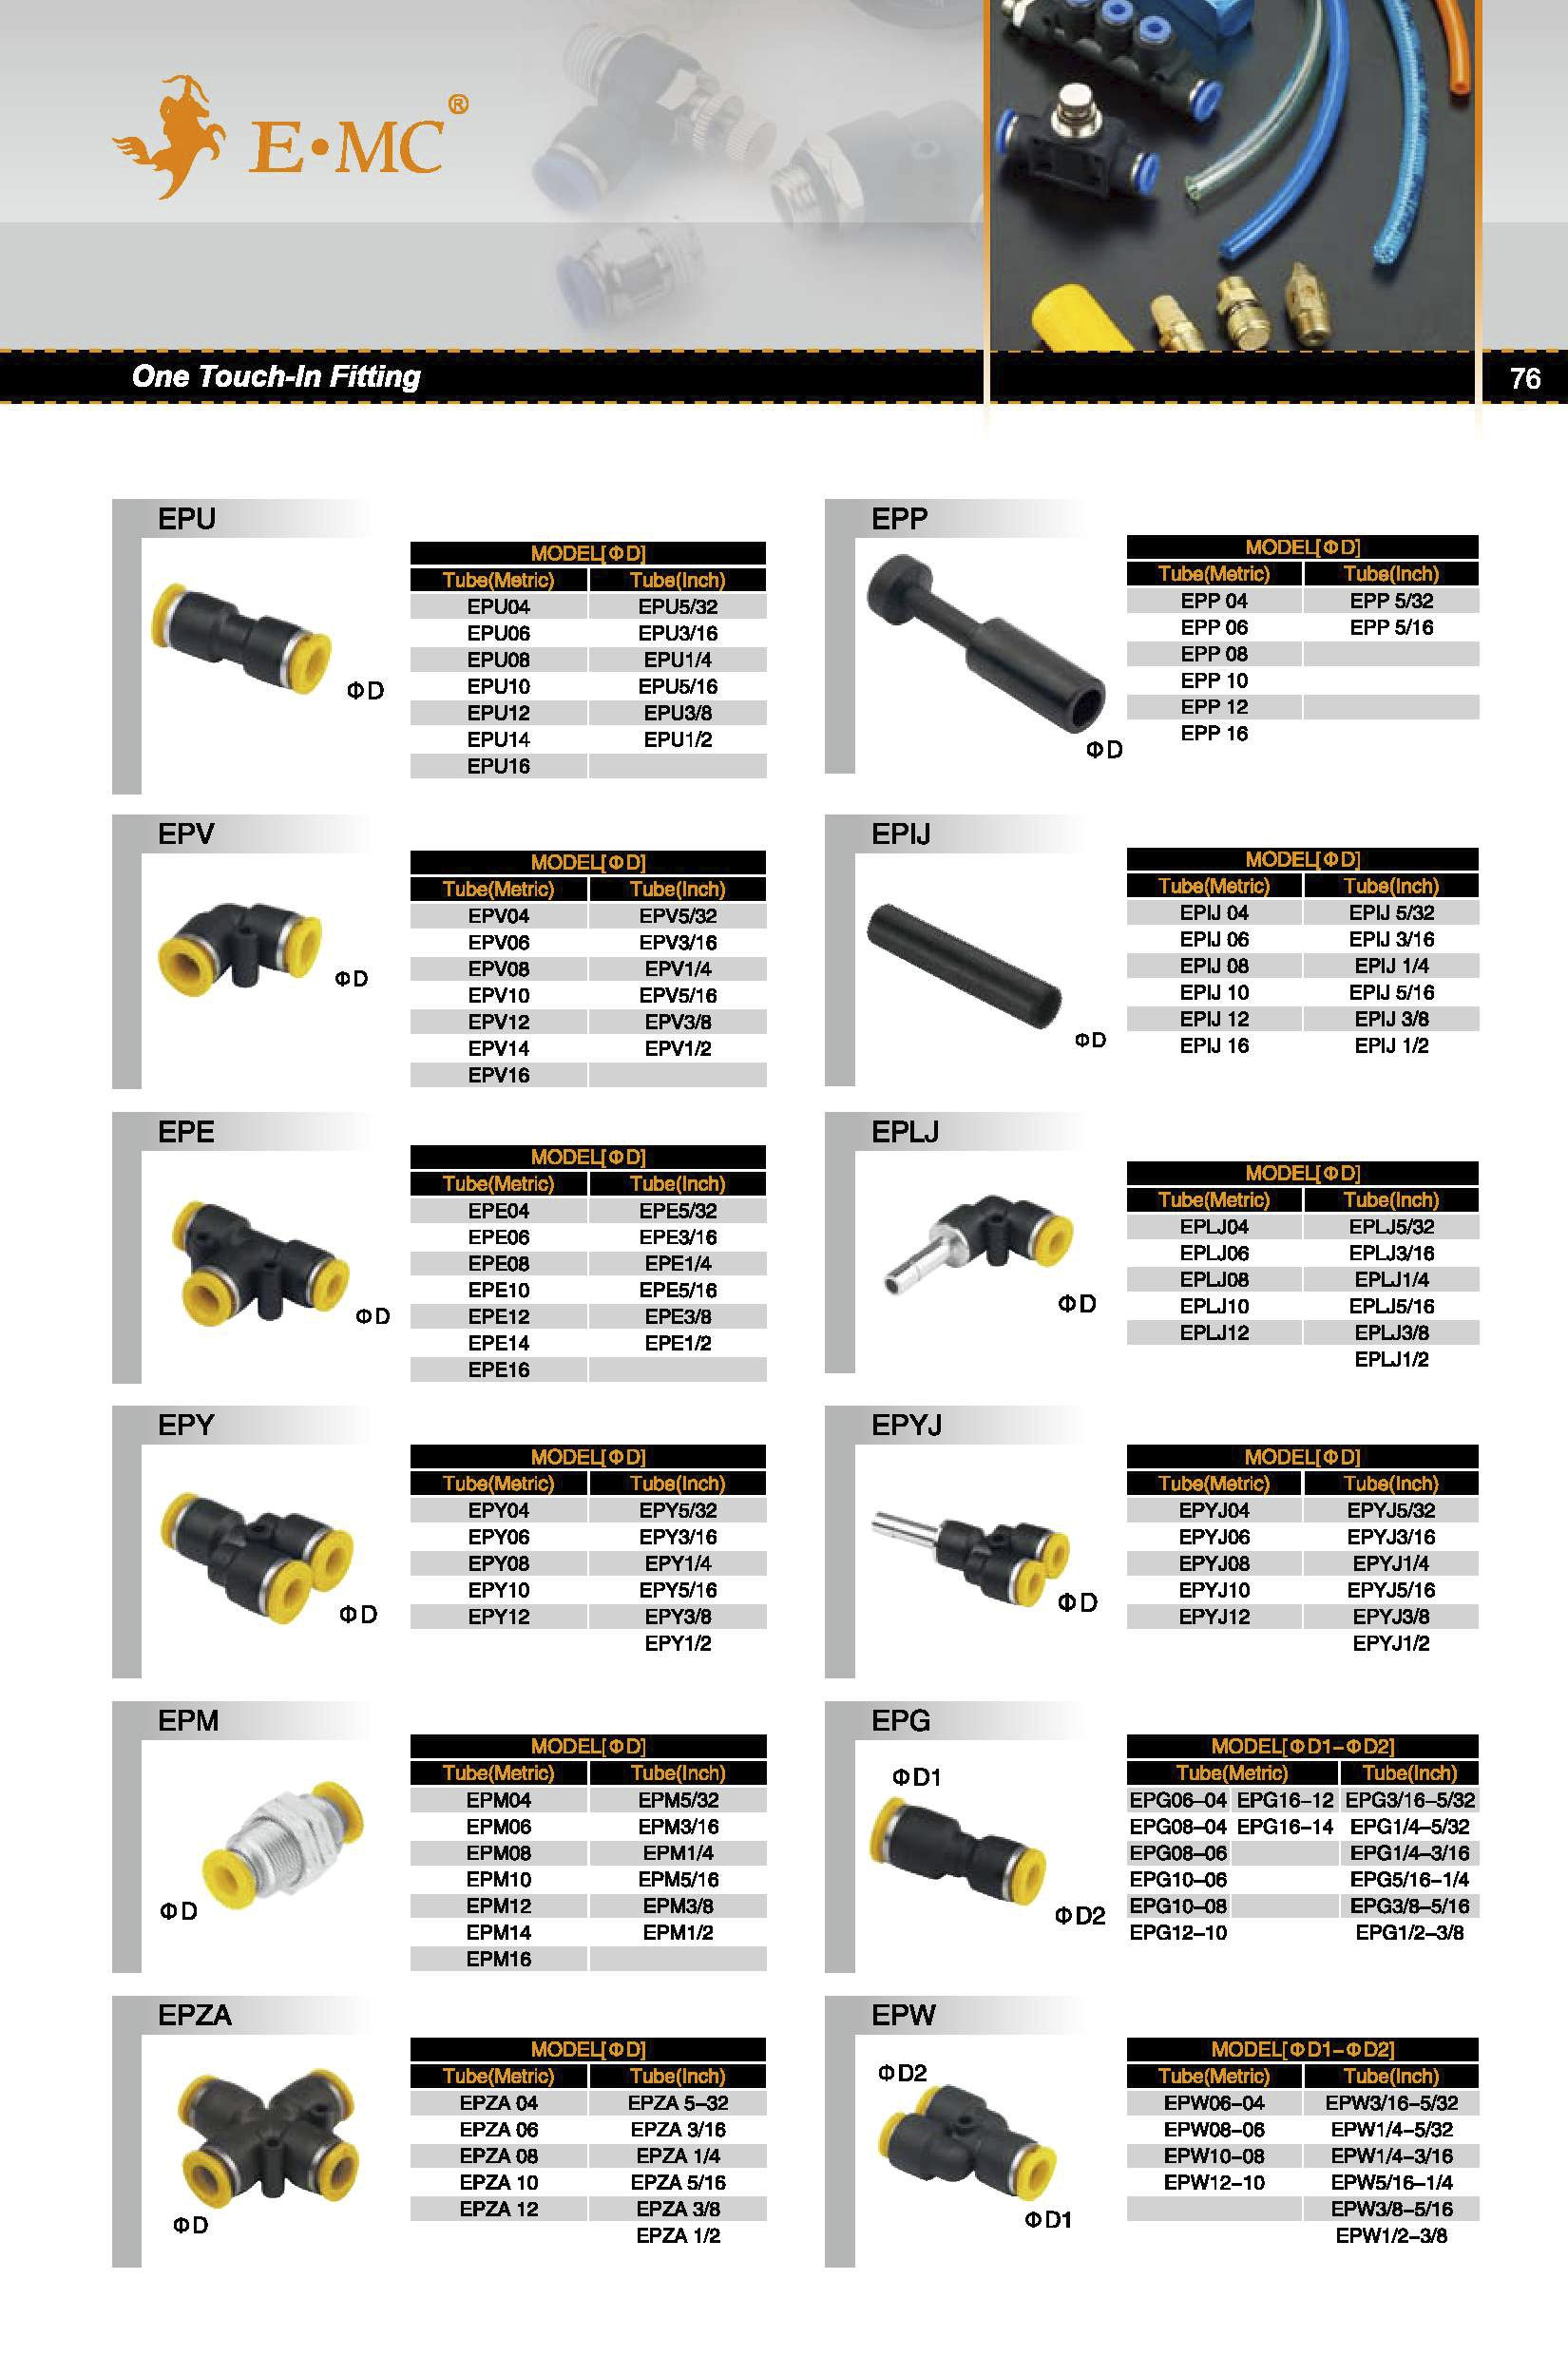 E•MC®
One Touch-In Fitting
76
EPU
MODEL[ΦD]
Tube(Metric) Tube(Inch)
EPU04 EPU5/32
EPU06 EPU3/16
EPU08 EPU1/4
EPU10 EPU5/16
EPU12 EPU3/8
EPU14 EPU1/2
EPU16
ΦD
EPP
MODEL[ΦD]
Tube(Metric) Tube(Inch)
EPP 04 EPP 5/32
EPP 06 EPP 5/16
EPP 08
EPP 10
EPP 12
EPP 16
ΦD
EPV
MODEL[ΦD]
Tube(Metric) Tube(Inch)
EPV04 EPV5/32
EPV06 EPV3/16
EPV08 EPV1/4
EPV10 EPV5/16
EPV12 EPV3/8
EPV14 EPV1/2
EPV16
ΦD
EPIJ
MODEL[ΦD]
Tube(Metric) Tube(Inch)
EPIJ 04 EPIJ 5/32
EPIJ 06 EPIJ 3/16
EPIJ 08 EPIJ 1/4
EPIJ 10 EPIJ 5/16
EPIJ 12 EPIJ 3/8
EPIJ 16 EPIJ 1/2
ΦD
EPE
MODEL[ΦD]
Tube(Metric) Tube(Inch)
EPE04 EPE5/32
EPE06 EPE3/16
EPE08 EPE1/4
EPE10 EPE5/16
EPE12 EPE3/8
EPE14 EPE1/2
EPE16
ΦD
EPLJ
MODEL[ΦD]
Tube(Metric) Tube(Inch)
EPLJ04 EPLJ5/32
EPLJ06 EPLJ3/16
EPLJ08 EPLJ1/4
EPLJ10 EPLJ5/16
EPLJ12 EPLJ3/8
EPLJ1/2
ΦD
EPY
MODEL[ΦD]
Tube(Metric) Tube(Inch)
EPY04 EPY5/32
EPY06 EPY3/16
EPY08 EPY1/4
EPY10 EPY5/16
EPY12 EPY3/8
EPY1/2
ΦD
EPYJ
MODEL[ΦD]
Tube(Metric) Tube(Inch)
EPYJ04 EPYJ5/32
EPYJ06 EPYJ3/16
EPYJ08 EPYJ1/4
EPYJ10 EPYJ5/16
EPYJ12 EPYJ3/8
EPYJ1/2
ΦD
EPM
MODEL[ΦD]
Tube(Metric) Tube(Inch)
EPM04 EPM5/32
EPM06 EPM3/16
EPM08 EPM1/4
EPM10 EPM5/16
EPM12 EPM3/8
EPM14 EPM1/2
EPM16
ΦD
EPG
MODEL[ΦD1-ΦD2]
Tube(Metric) Tube(Inch)
EPG06-04 EPG16-12 EPG3/16-5/32
EPG08-04 EPG16-14 EPG1/4-5/32
EPG08-06 EPG1/4-3/16
EPG10-06 EPG5/16-1/4
EPG10-08 EPG3/8-5/16
EPG12-10 EPG1/2-3/8
ΦD1
ΦD2
EPZA
MODEL[ΦD]
Tube(Metric) Tube(Inch)
EPZA 04 EPZA 5-32
EPZA 06 EPZA 3/16
EPZA 08 EPZA 1/4
EPZA 10 EPZA 5/16
EPZA 12 EPZA 3/8
EPZA 1/2
ΦD
EPW
MODEL[ΦD1-ΦD2]
Tube(Metric) Tube(Inch)
EPW06-04 EPW3/16-5/32
EPW08-06 EPW1/4-5/32
EPW10-08 EPW1/4-3/16
EPW12-10 EPW5/16-1/4
EPW3/8-5/16
EPW1/2-3/8
ΦD2
ΦD1